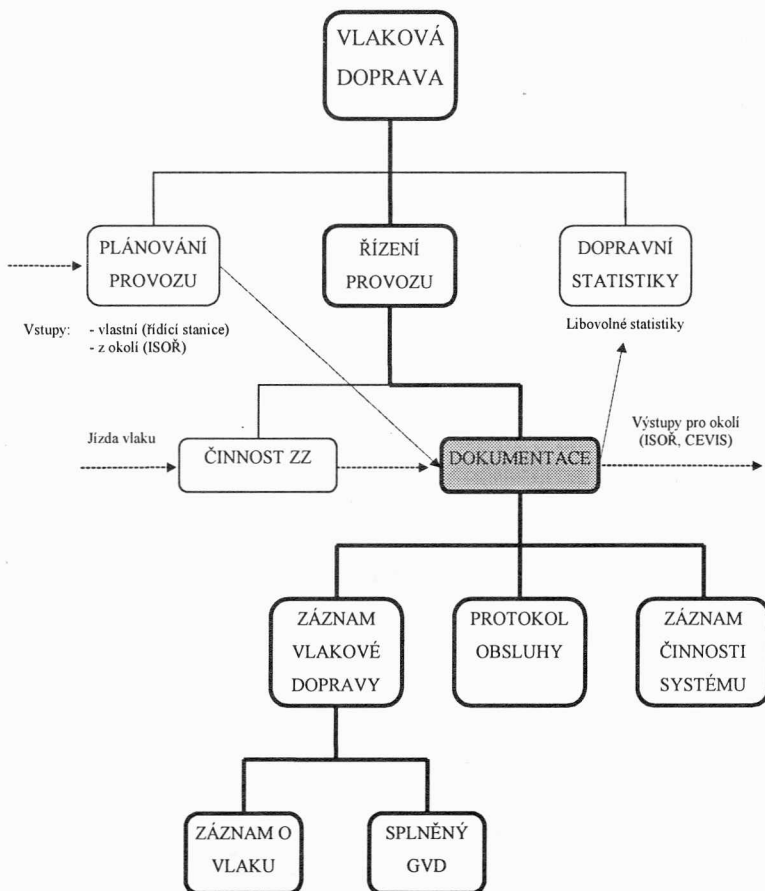 VLAKOVÁ
DOPRAVA
PLÁNOVÁNÍ
PROVOZU
ŘÍZENÍ
PROVOZU
DOPRAVNÍ
STATISTIKY
Vstupy: - vlastní (řídící stanice)
- z okolí (ISOŘ)
Libovolné statistiky
Jízda vlaku
ČINNOST ZZ
DOKUMENTACE
Výstupy pro okolí
(ISOŘ, CEVIS)
ZÁZNAM
VLAKOVÉ
DOPRAVY
PROTOKOL
OBSLUHY
ZÁZNAM
ČINNOSTI
SYSTÉMU
ZÁZNAM O
VLAKU
SPLNĚNÝ
GVD